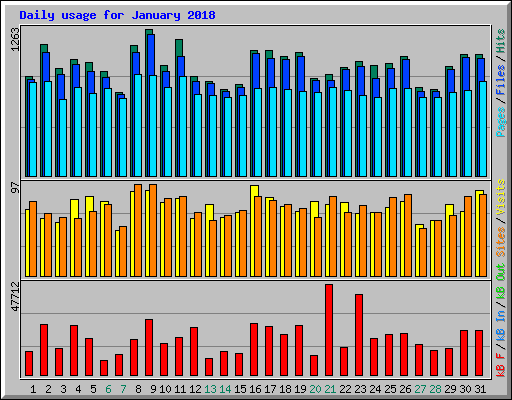 Daily usage for January 2018
1263
Pages / Files / Hits
97
Sites / Visits
47712
kB F / kB In / kB Out
1 2 3 4 5 6 7 8 9 10 11 12 13 14 15 16 17 18 19 20 21 22 23 24 25 26 27 28 29 30 31